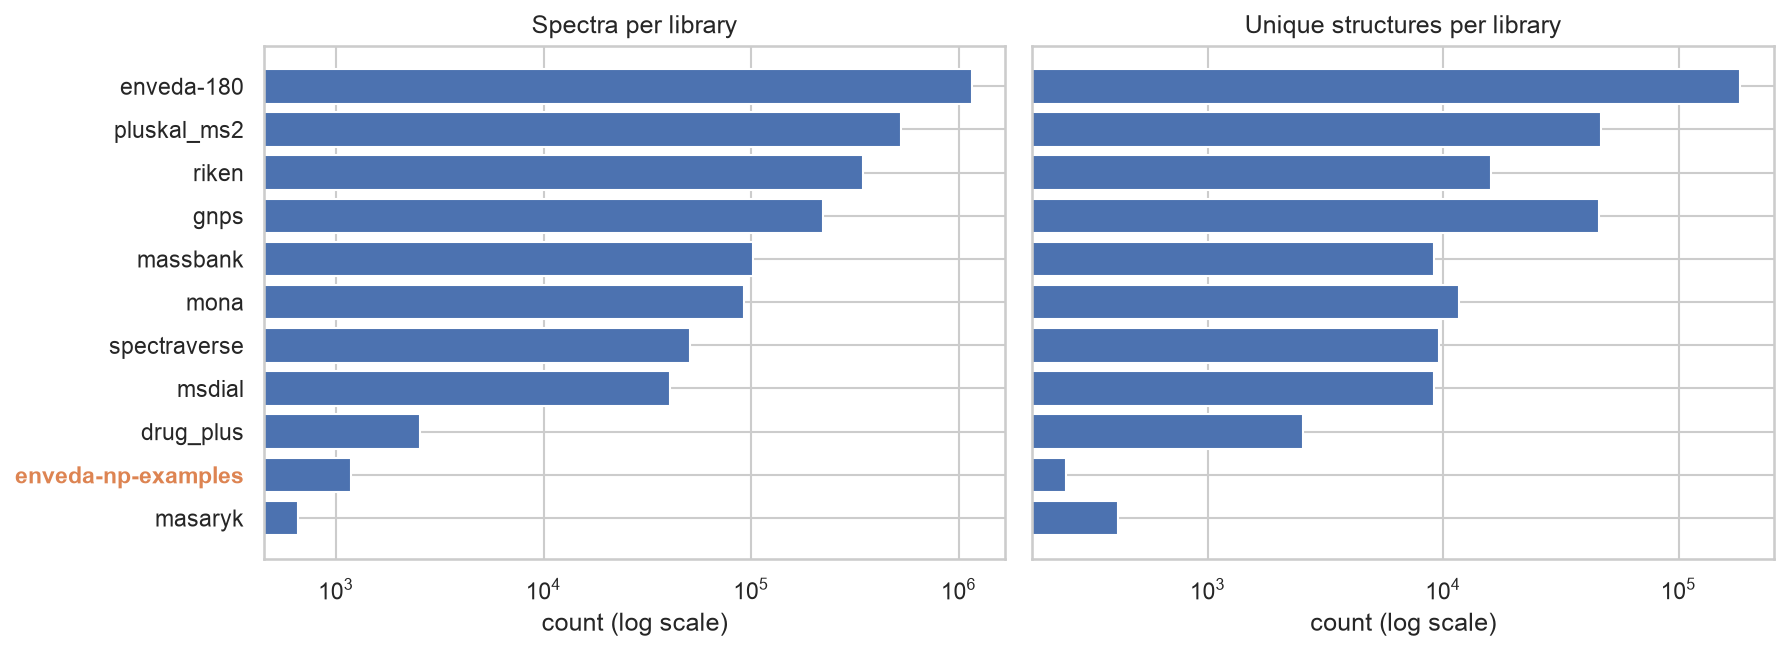 Spectra per library
Unique structures per library
enveda-180
pluskal_ms2
riken
gnps
massbank
mona
spectraverse
msdial
drug_plus
enveda-np-examples
masaryk
10³ 10⁴ 10⁵ 10⁶
10³ 10⁴ 10⁵
count (log scale)
count (log scale)